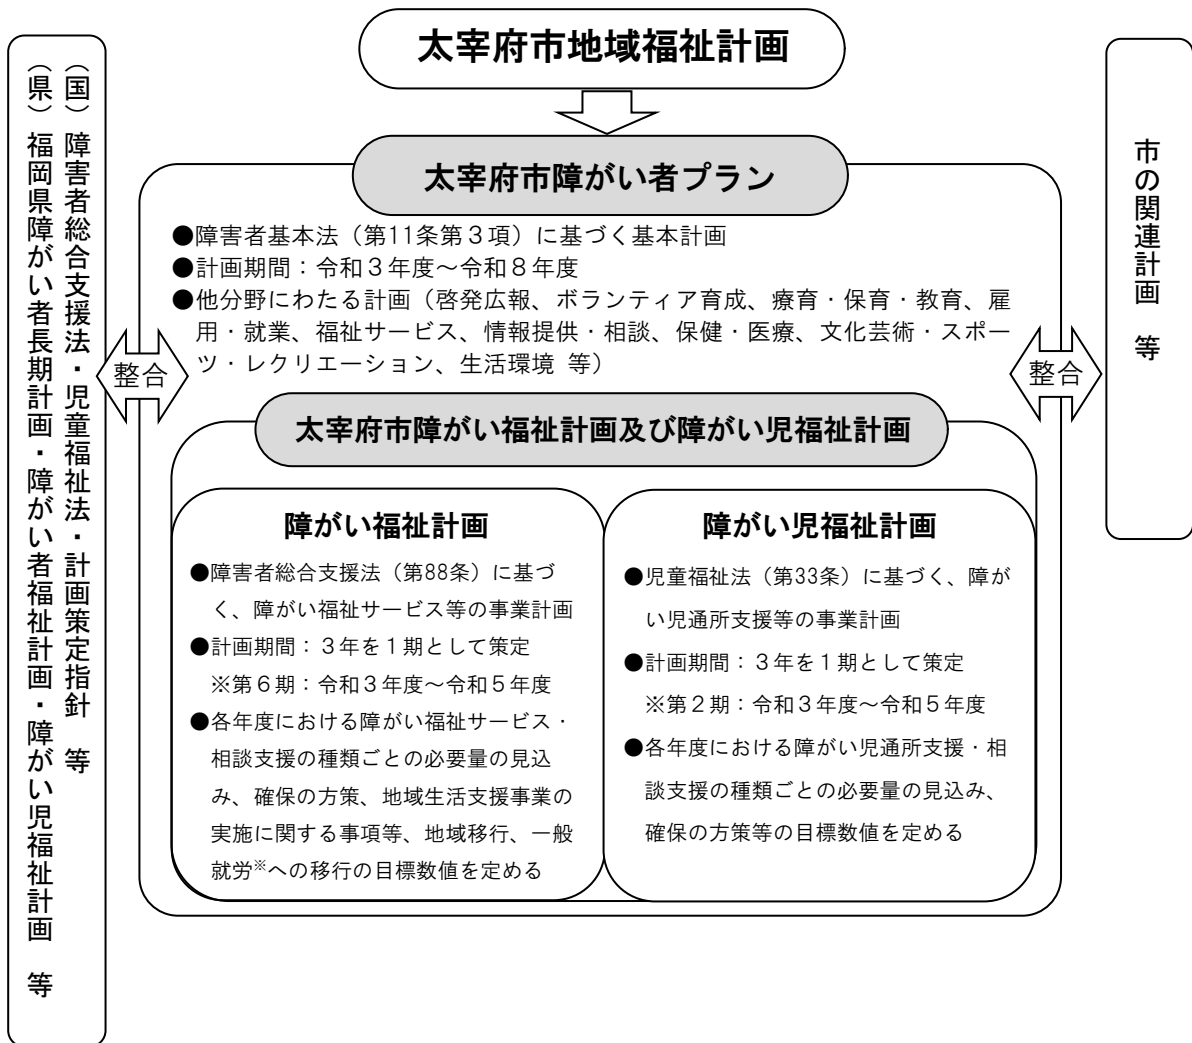 太宰府市地域福祉計画
（国）障害者総合支援法・児童福祉法・計画策定指針　等
（県）福岡県障がい者長期計画・障がい者福祉計画・障がい児福祉計画　等
整合
太宰府市障がい者プラン
●障害者基本法（第11条第３項）に基づく基本計画
●計画期間：令和３年度～令和８年度
●他分野にわたる計画（啓発広報、ボランティア育成、療育・保育・教育、雇
用・就業、福祉サービス、情報提供・相談、保健・医療、文化芸術・スポー
ツ・レクリエーション、生活環境 等）
整合
市の関連計画　等
太宰府市障がい福祉計画及び障がい児福祉計画
障がい福祉計画
●障害者総合支援法（第88条）に基づ
く、障がい福祉サービス等の事業計画
●計画期間：３年を１期として策定
※第６期：令和３年度～令和５年度
●各年度における障がい福祉サービス・
相談支援の種類ごとの必要量の見込
み、確保の方策、地域生活支援事業の
実施に関する事項等、地域移行、一般
就労※への移行の目標数値を定める
障がい児福祉計画
●児童福祉法（第33条）に基づく、障が
い児通所支援等の事業計画
●計画期間：３年を１期として策定
※第２期：令和３年度～令和５年度
●各年度における障がい児通所支援・相
談支援の種類ごとの必要量の見込み、
確保の方策等の目標数値を定める